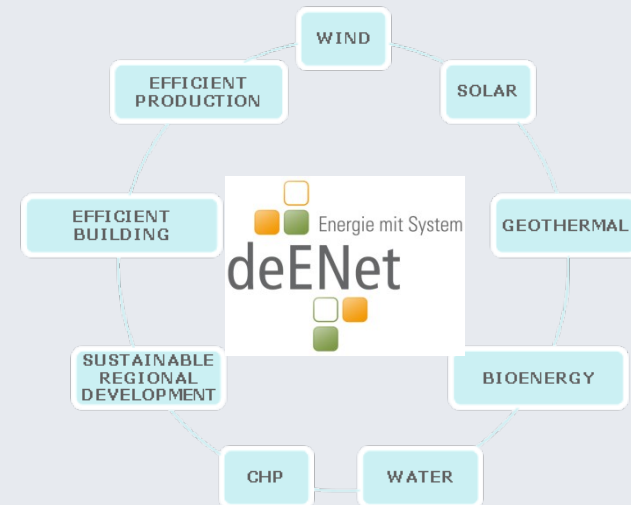 WIND
SOLAR
GEOTHERMAL
BIOENERGY
WATER
CHP
SUSTAINABLE
REGIONAL
DEVELOPMENT
EFFICIENT
BUILDING
EFFICIENT
PRODUCTION
Energie mit System
deENet